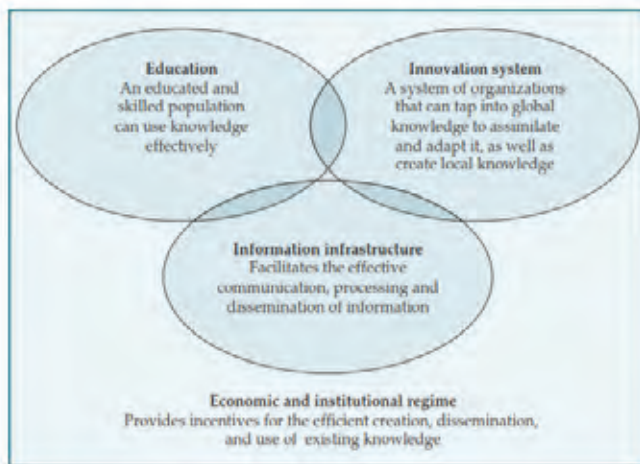 Education
An educated and
skilled population
can use knowledge
effectively
Innovation system
A system of organizations
that can tap into global
knowledge to assimilate
and adapt it, as well as
create local knowledge
Information infrastructure
Facilitates the effective
communication, processing and
dissemination of information
Economic and institutional regime
Provides incentives for the efficient creation, dissemination,
and use of existing knowledge